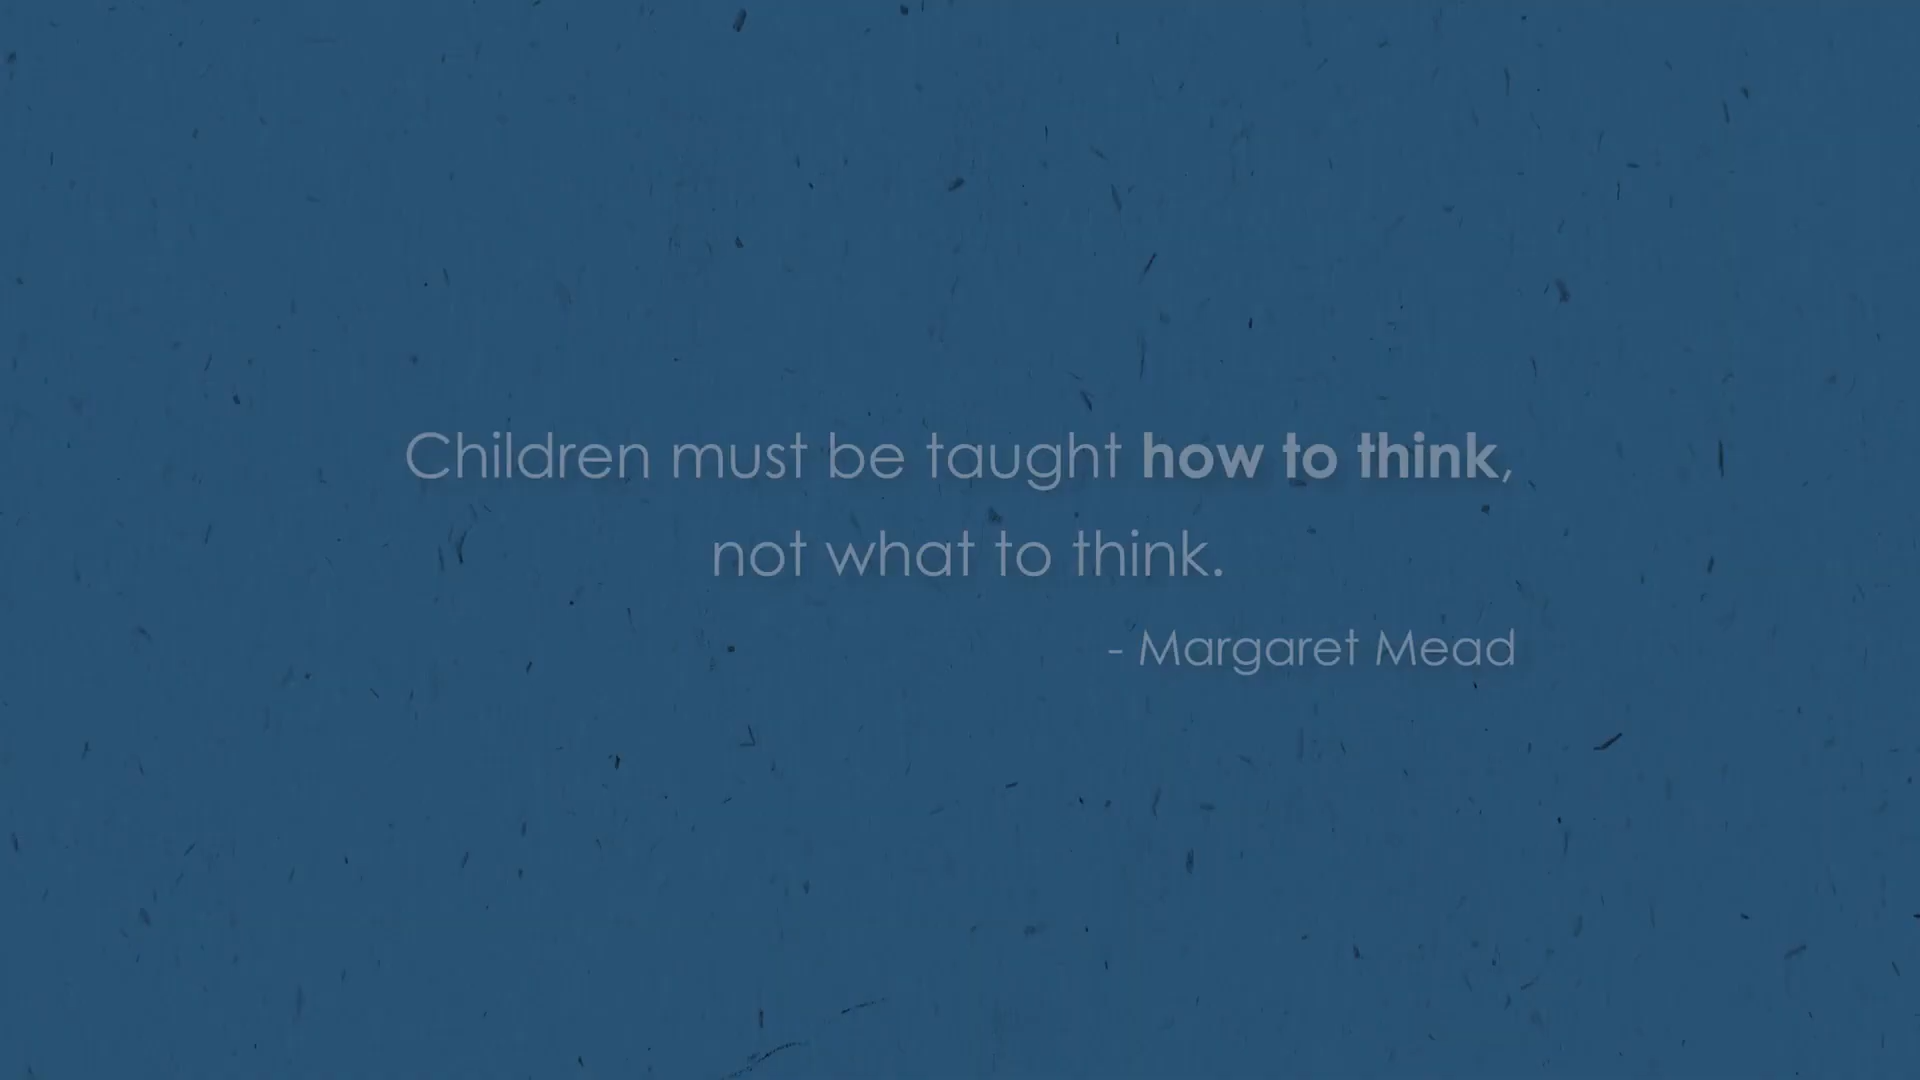 Children must be taught how to think,
not what to think.
- Margaret Mead